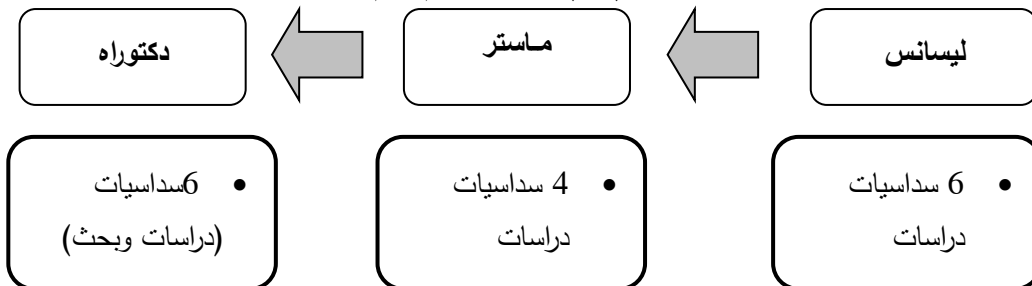 ليسانس
ماستر
دكتوراه
• 6 سداسيات
دراسات
• 4 سداسيات
دراسات
• 6سداسيات
(دراسات وبحث)